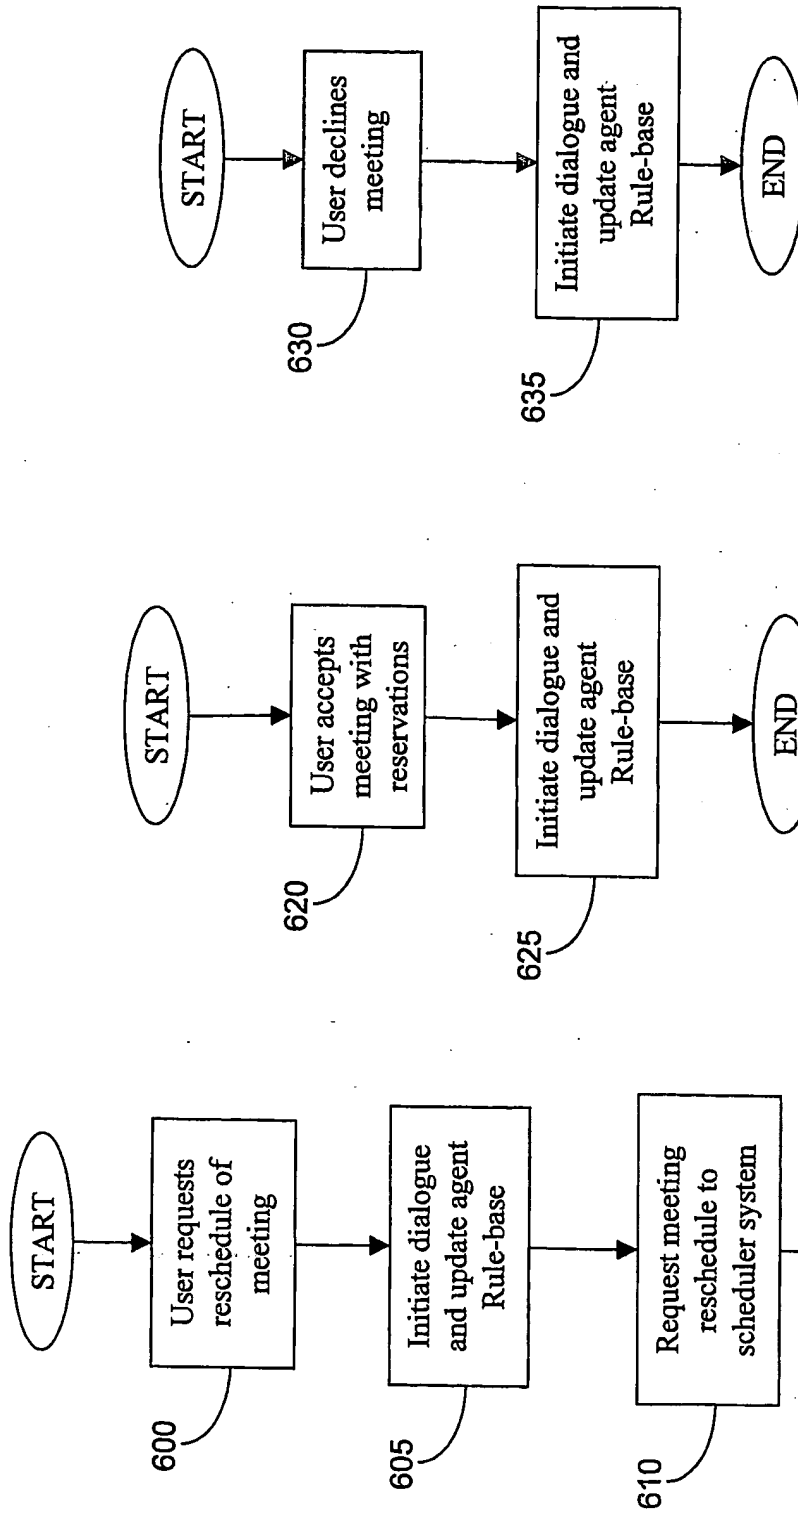 START
User requests
reschedule of
meeting
600
Initiate dialogue
and update agent
Rule-base
605
Request meeting
reschedule to
scheduler system
610
START
User accepts
meeting with
reservations
620
Initiate dialogue and
update agent
Rule-base
625
END
START
User declines
meeting
630
Initiate dialogue and
update agent
Rule-base
635
END